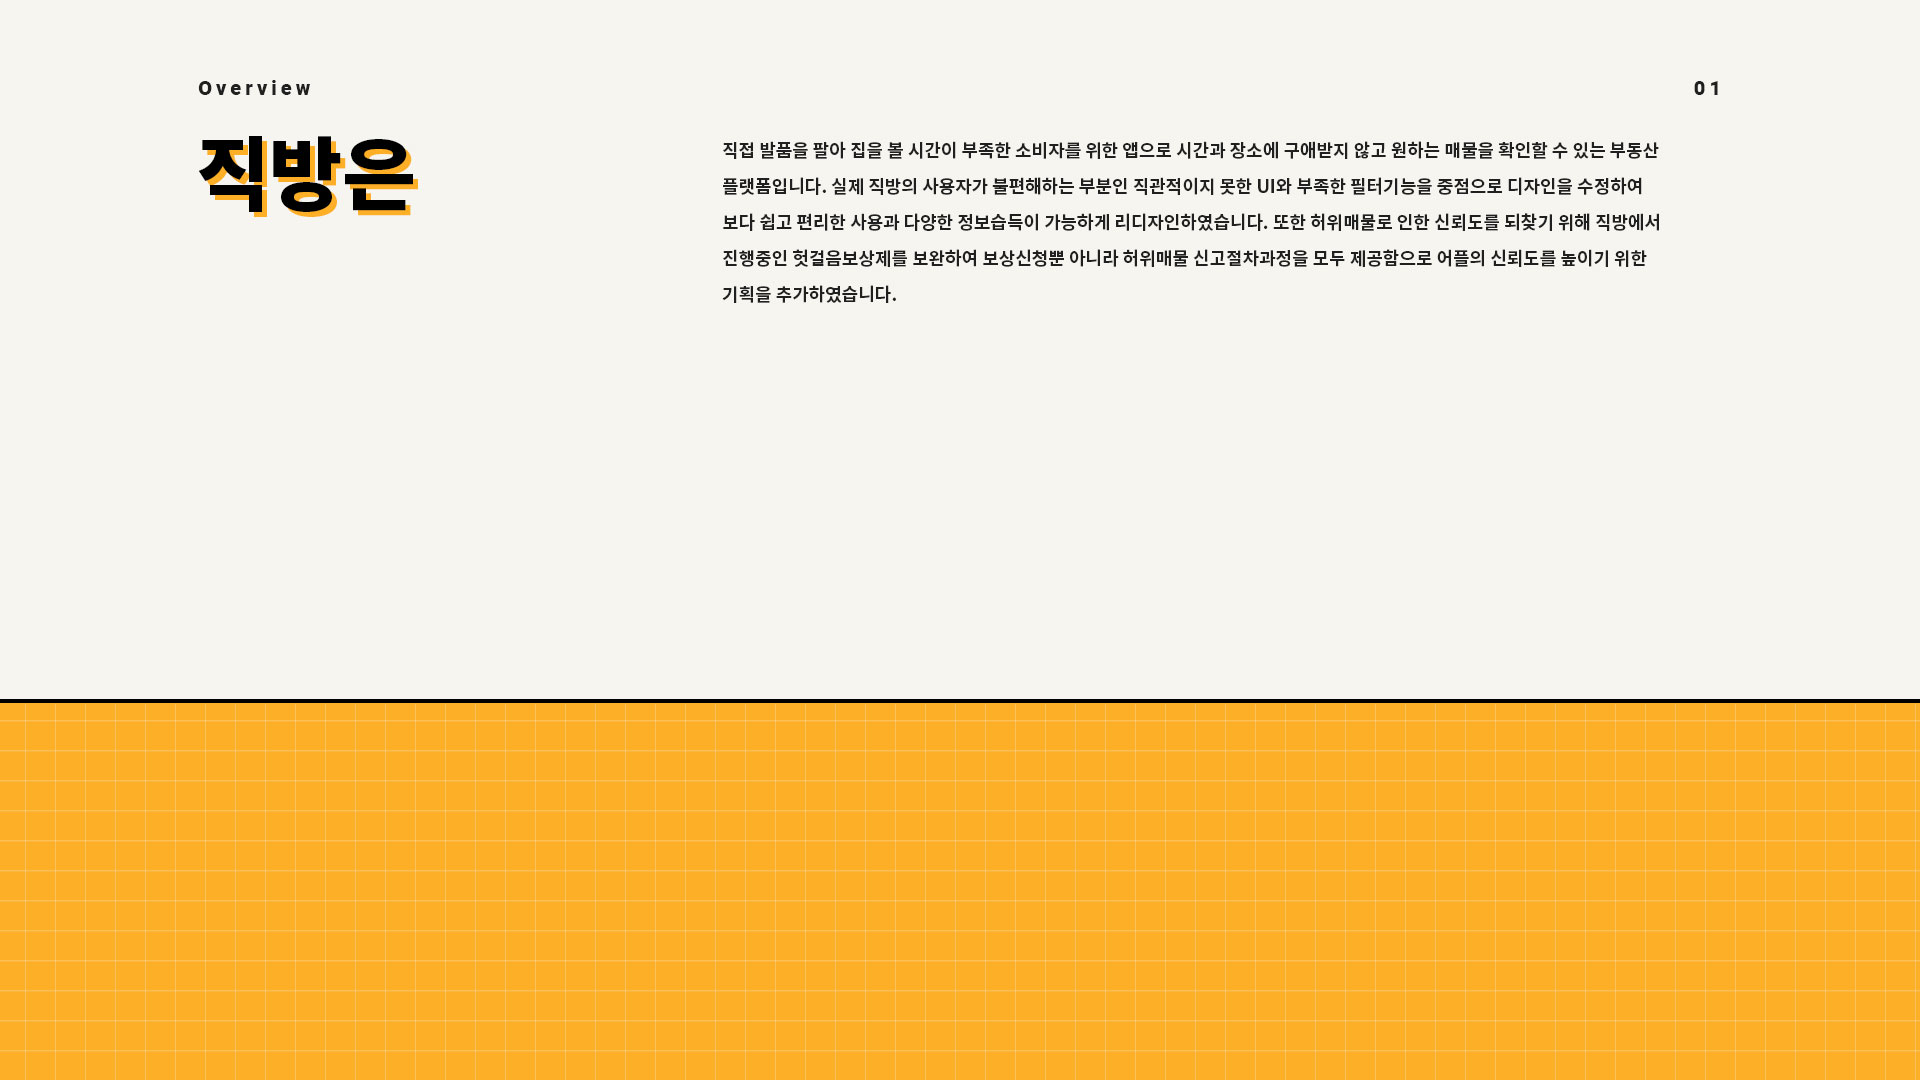 Overview
01
직방은
직접 발품을 팔아 집을 볼 시간이 부족한 소비자를 위한 앱으로 시간과 장소에 구애받지 않고 원하는 매물을 확인할 수 있는 부동산
플랫폼입니다. 실제 직방의 사용자가 불편해하는 부분인 직관적이지 못한 UI와 부족한 필터기능을 중점으로 디자인을 수정하여
보다 쉽고 편리한 사용과 다양한 정보습득이 가능하게 리디자인하였습니다. 또한 허위매물로 인한 신뢰도를 되찾기 위해 직방에서
진행중인 헛걸음보상제를 보완하여 보상신청뿐 아니라 허위매물 신고절차과정을 모두 제공함으로 어플의 신뢰도를 높이기 위한
기획을 추가하였습니다.